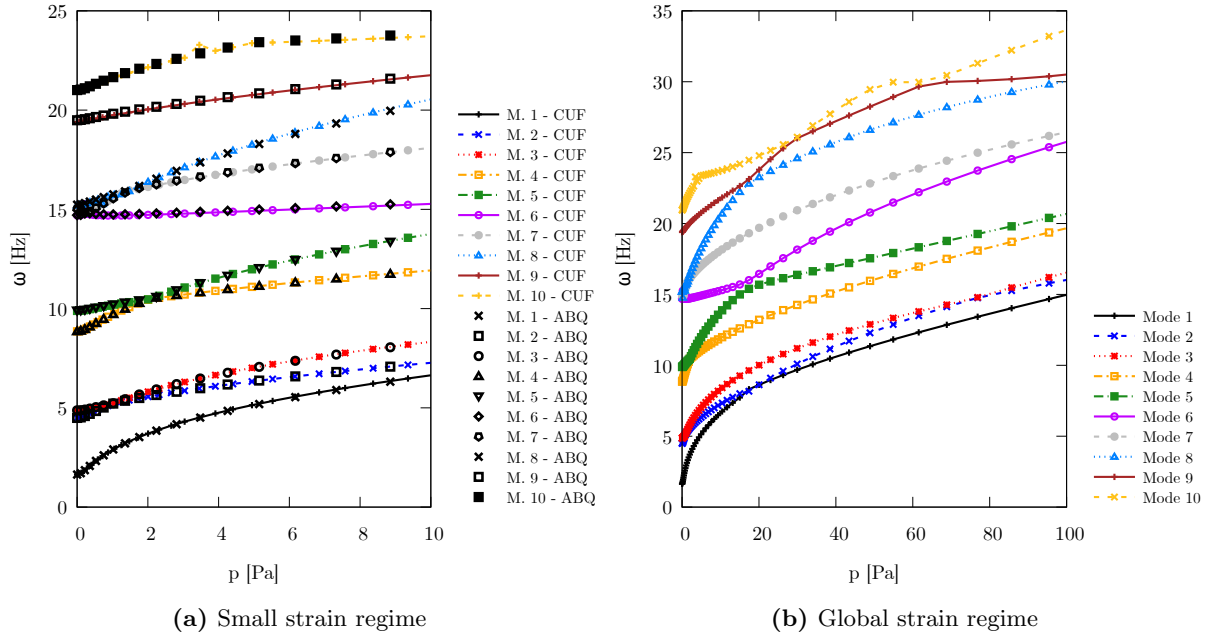 25
20
15
10
5
0
ω [Hz]
0 2 4 6 8 10
p [Pa]
M. 1 - CUF
M. 2 - CUF
M. 3 - CUF
M. 4 - CUF
M. 5 - CUF
M. 6 - CUF
M. 7 - CUF
M. 8 - CUF
M. 9 - CUF
M. 10 - CUF
M. 1 - ABQ
M. 2 - ABQ
M. 3 - ABQ
M. 4 - ABQ
M. 5 - ABQ
M. 6 - ABQ
M. 7 - ABQ
M. 8 - ABQ
M. 9 - ABQ
M. 10 - ABQ
(a) Small strain regime
35
30
25
20
15
10
5
0
ω [Hz]
0 20 40 60 80 100
p [Pa]
Mode 1
Mode 2
Mode 3
Mode 4
Mode 5
Mode 6
Mode 7
Mode 8
Mode 9
Mode 10
(b) Global strain regime